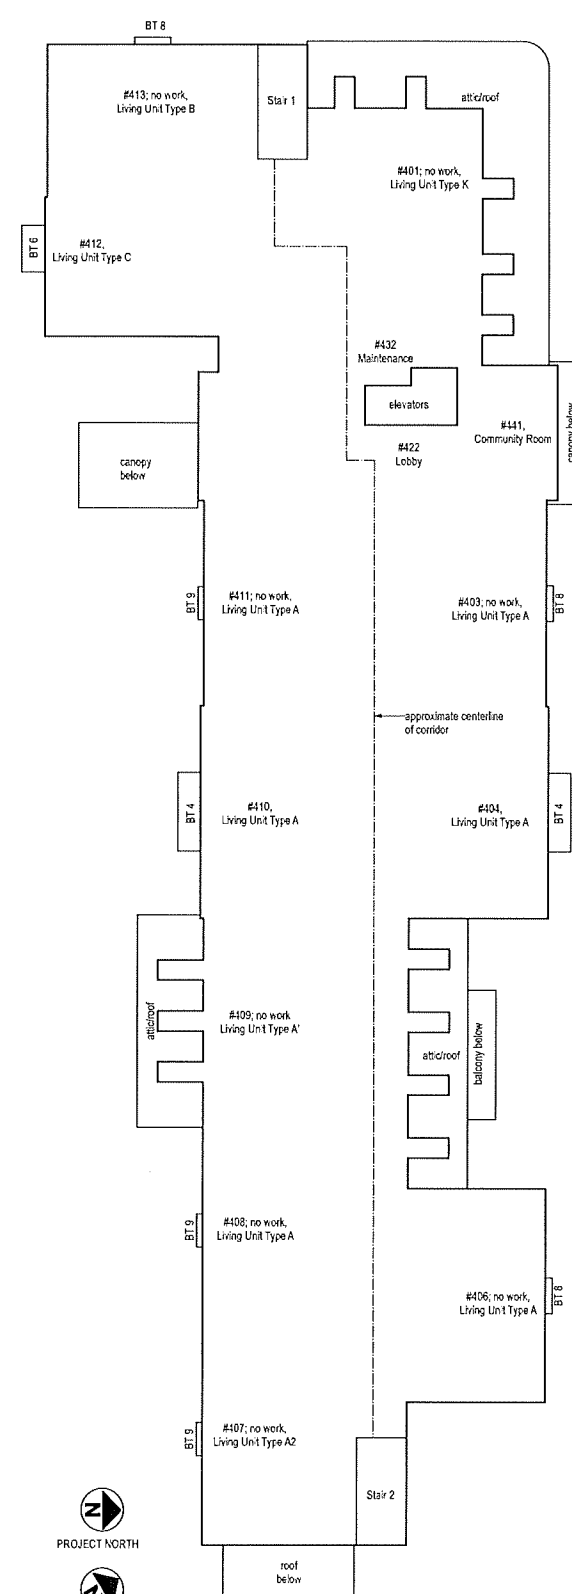 BT 8
#413; no work,
Living Unit Type B
Stair 1
attic/roof
#401; no work,
Living Unit Type K
BT 6
#412,
Living Unit Type C
#432
Maintenance
elevators
#441,
Community Room
canopy below
#422
Lobby
canopy
below
BT 9
#411; no work,
Living Unit Type A
#403; no work,
Living Unit Type A
BT 8
approximate centerline
of corridor
BT 4
#410,
Living Unit Type A
#404,
Living Unit Type A
BT 4
attic/roof
#409; no work
Living Unit Type A'
attic/roof
balcony below
BT 9
#408; no work,
Living Unit Type A
#406; no work,
Living Unit Type A
BT 8
BT 9
#407; no work,
Living Unit Type A2
Stair 2
N
PROJECT NORTH
roof
below